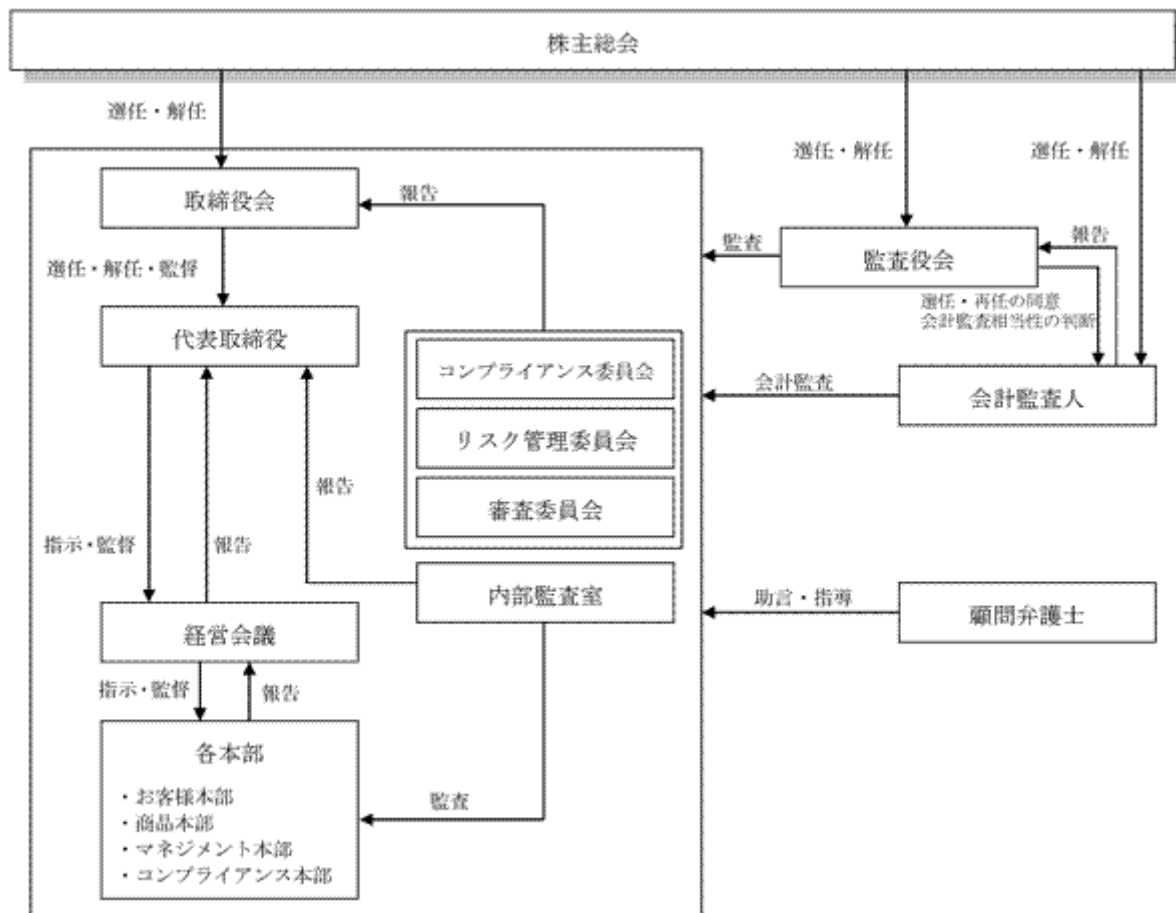 株主総会
選任・解任
選任・解任
選任・解任
取締役会
報告
監査
監査役会
報告
選任・解任・監督
選任・再任の同意
会計監査相当性の判断
代表取締役
コンプライアンス委員会
会計監査
会計監査人
リスク管理委員会
報告
審査委員会
指示・監督
報告
内部監査室
助言・指導
顧問弁護士
経営会議
指示・監督
報告
各本部
・お客様本部
・商品本部
・マネジメント本部
・コンプライアンス本部
監査